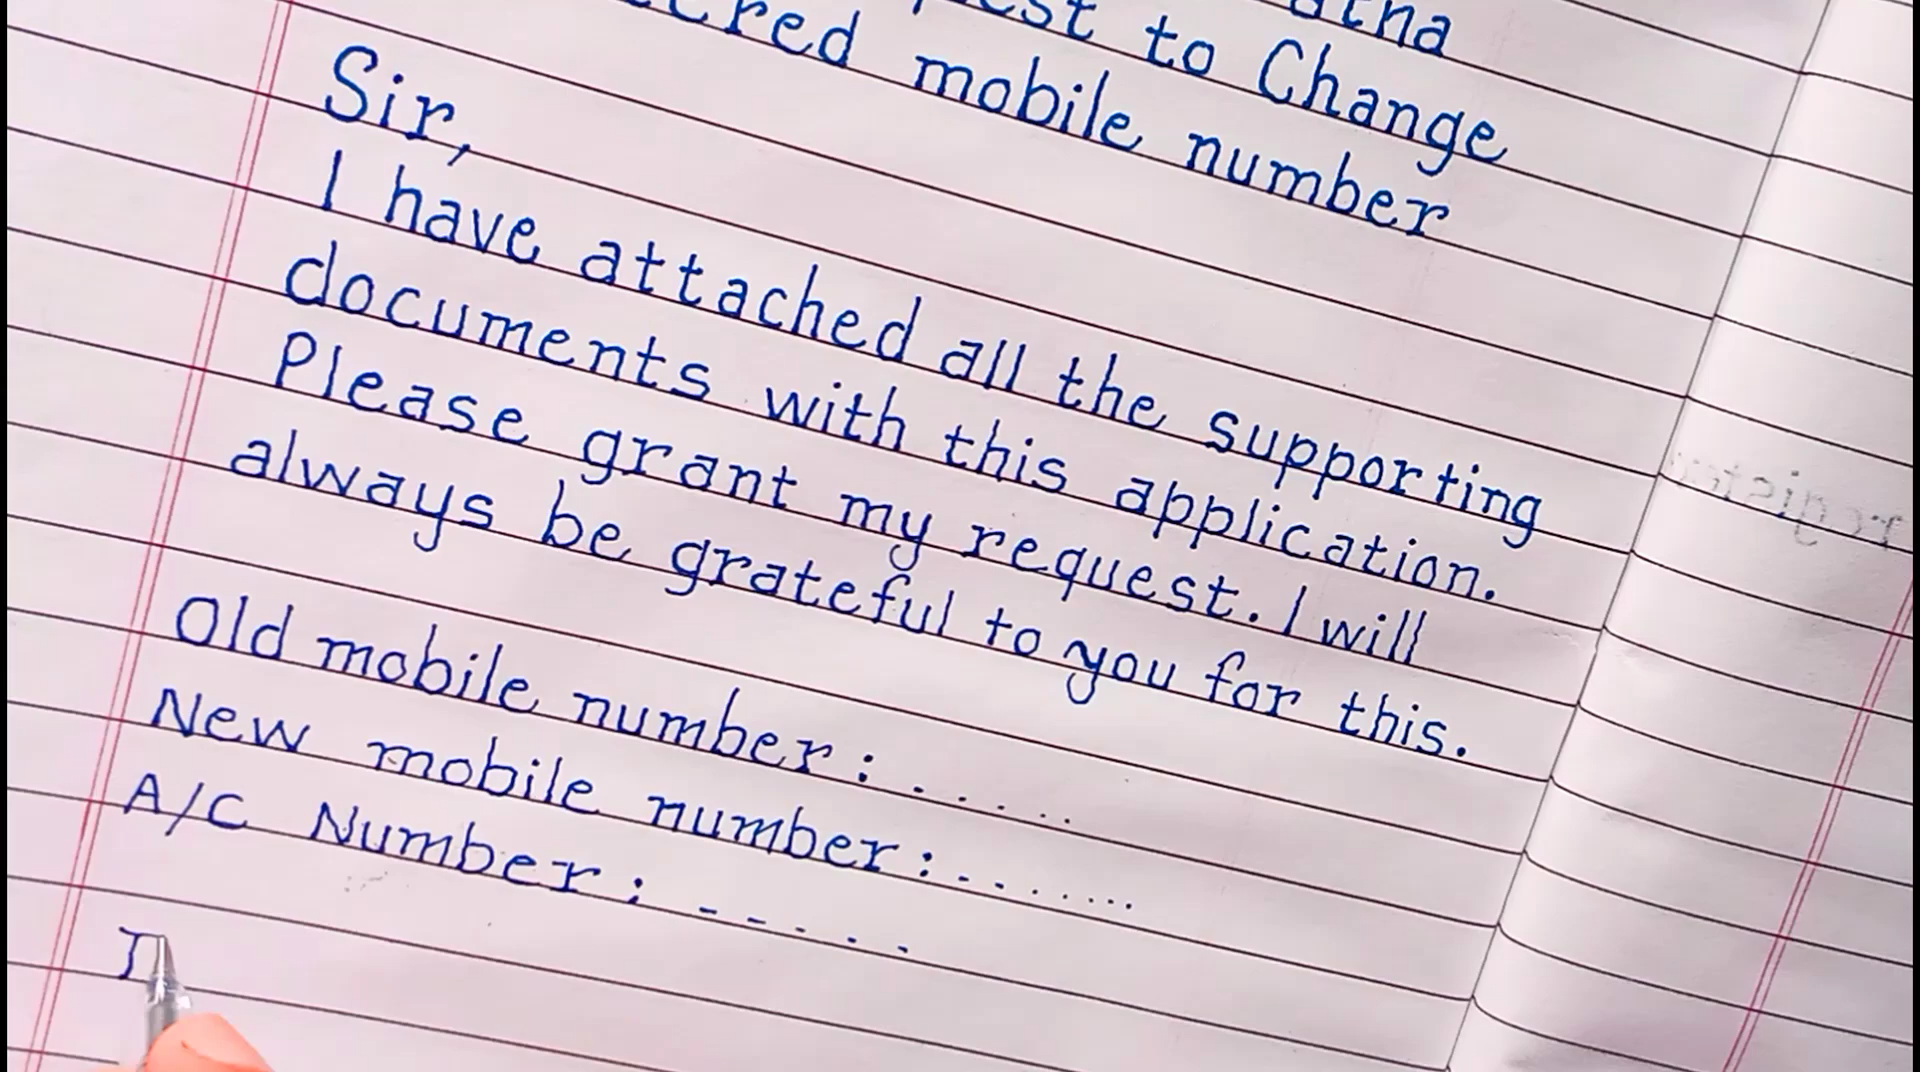 to Change
mobile number
Sir,
I have attached all the supporting
documents with this application.
Please grant my request. I will
always be grateful to you for this.
Old mobile number: .....
New mobile number: .......
A/C Number: -----